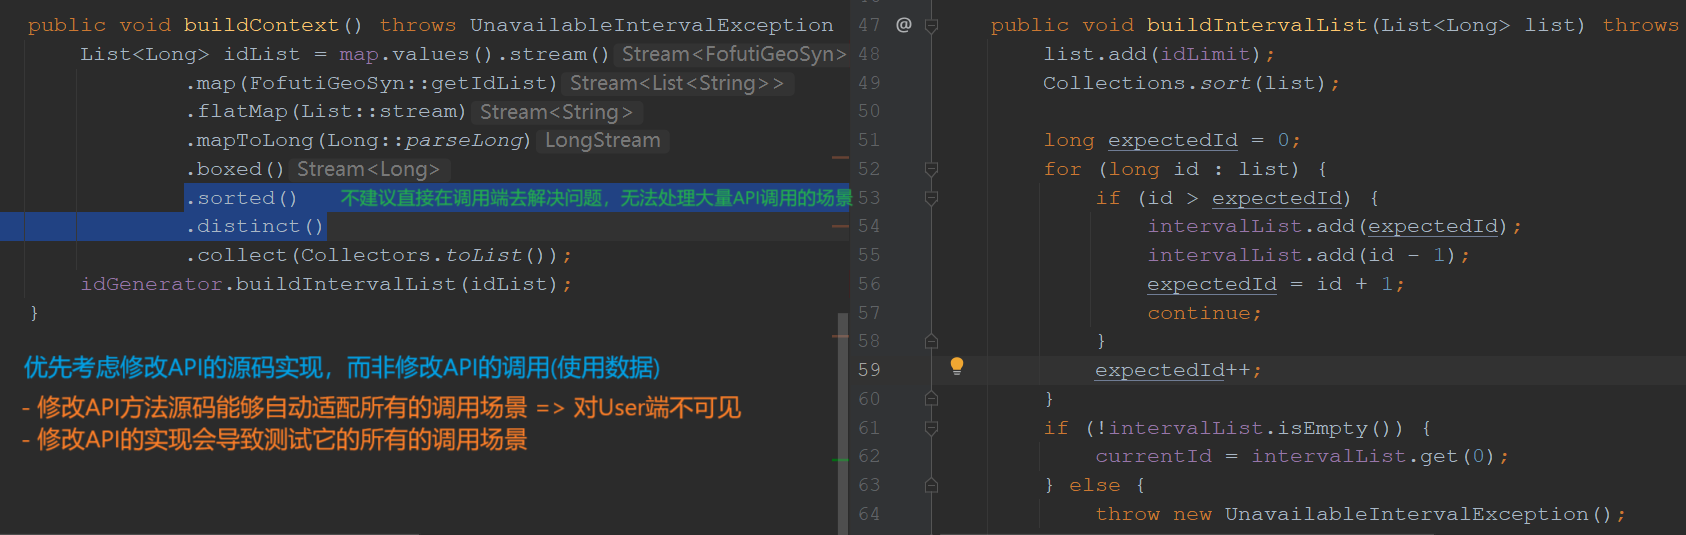 public void buildContext() throws UnavailableIntervalException
List<Long> idList = map.values().stream() Stream<FofutiGeoSyn>
.map(FofutiGeoSyn::getIdList) Stream<List<String>>
.flatMap(List::stream) Stream<String>
.mapToLong(Long::parseLong) LongStream
.boxed() Stream<Long>
.sorted() 不建议直接在调用端去解决问题，无法处理大量API调用的场景
.distinct()
.collect(Collectors.toList());
idGenerator.buildIntervalList(idList);
}
优先考虑修改API的源码实现，而非修改API的调用(使用数据)
- 修改API方法源码能够自动适配所有的调用场景 => 对User端不可见
- 修改API的实现会导致测试它的所有的调用场景
47 @ public void buildIntervalList(List<Long> list) throws
48 list.add(idLimit);
49 Collections.sort(list);
50
51 long expectedId = 0;
52 for (long id : list) {
53 if (id > expectedId) {
54 intervalList.add(expectedId);
55 intervalList.add(id - 1);
56 expectedId = id + 1;
57 continue;
58 }
59 expectedId++;
60 }
61 if (!intervalList.isEmpty()) {
62 currentId = intervalList.get(0);
63 } else {
64 throw new UnavailableIntervalException();